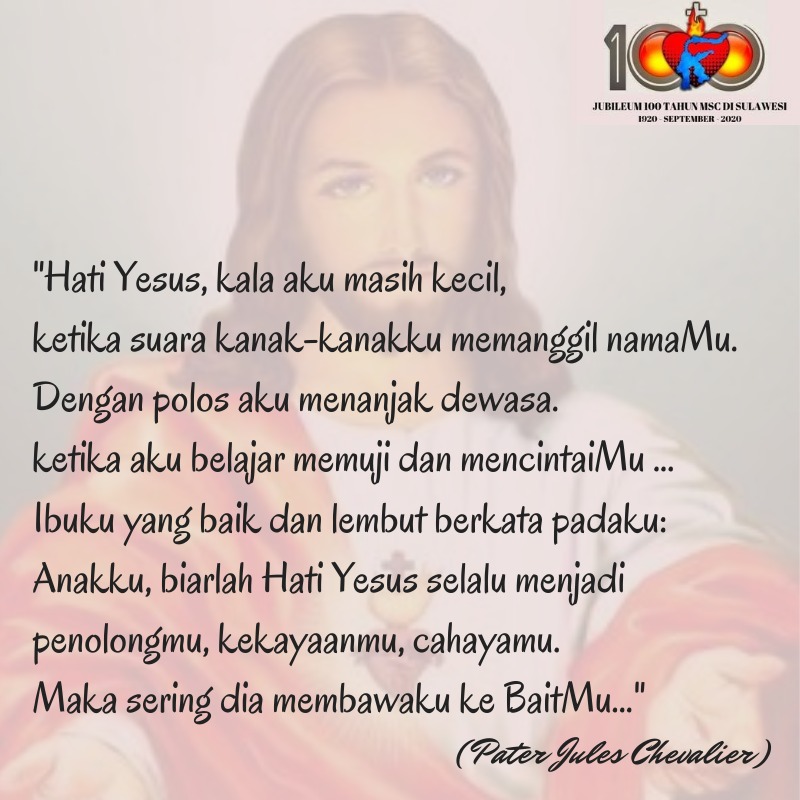 100
JUBILEUM 100 TAHUN MSC DI SULAWESI
1920 - SEPTEMBER - 2020
"Hati Yesus, kala aku masih kecil,
ketika suara kanak-kanakku memanggil namaMu.
Dengan polos aku menanjak dewasa.
ketika aku belajar memuji dan mencintaiMu ...
Ibuku yang baik dan lembut berkata padaku:
Anakku, biarlah Hati Yesus selalu menjadi
penolongmu, kekayaanmu, cahayamu.
Maka sering dia membawaku ke BaitMu..."
(Pater Jules Chevalier)